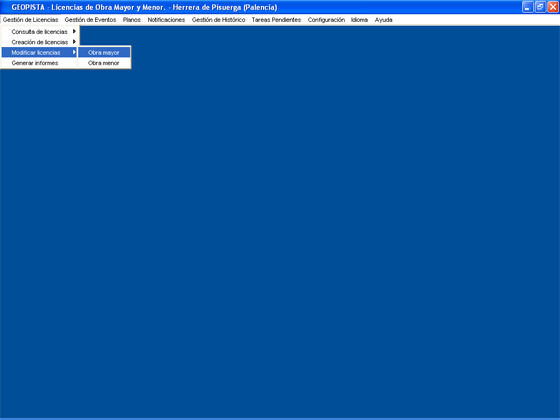 GEOPISTA - Licencias de Obra Mayor y Menor. - Herrera de Pisuerga (Palencia)
Gestión de Licencias Gestión de Eventos Planos Notificaciones Gestión de Histórico Tareas Pendientes Configuración Idioma Ayuda
Consulta de licencias
Creación de licencias
Modificar licencias Obra mayor
Generar informes Obra menor